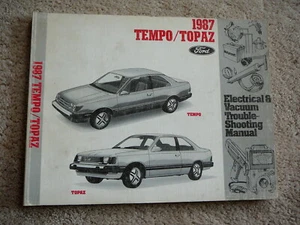 1987
TEMPO/TOPAZ
Ford
Electrical &
Vacuum
Trouble-
Shooting
Manual
TEMPO
TOPAZ
1987 TEMPO/TOPAZ